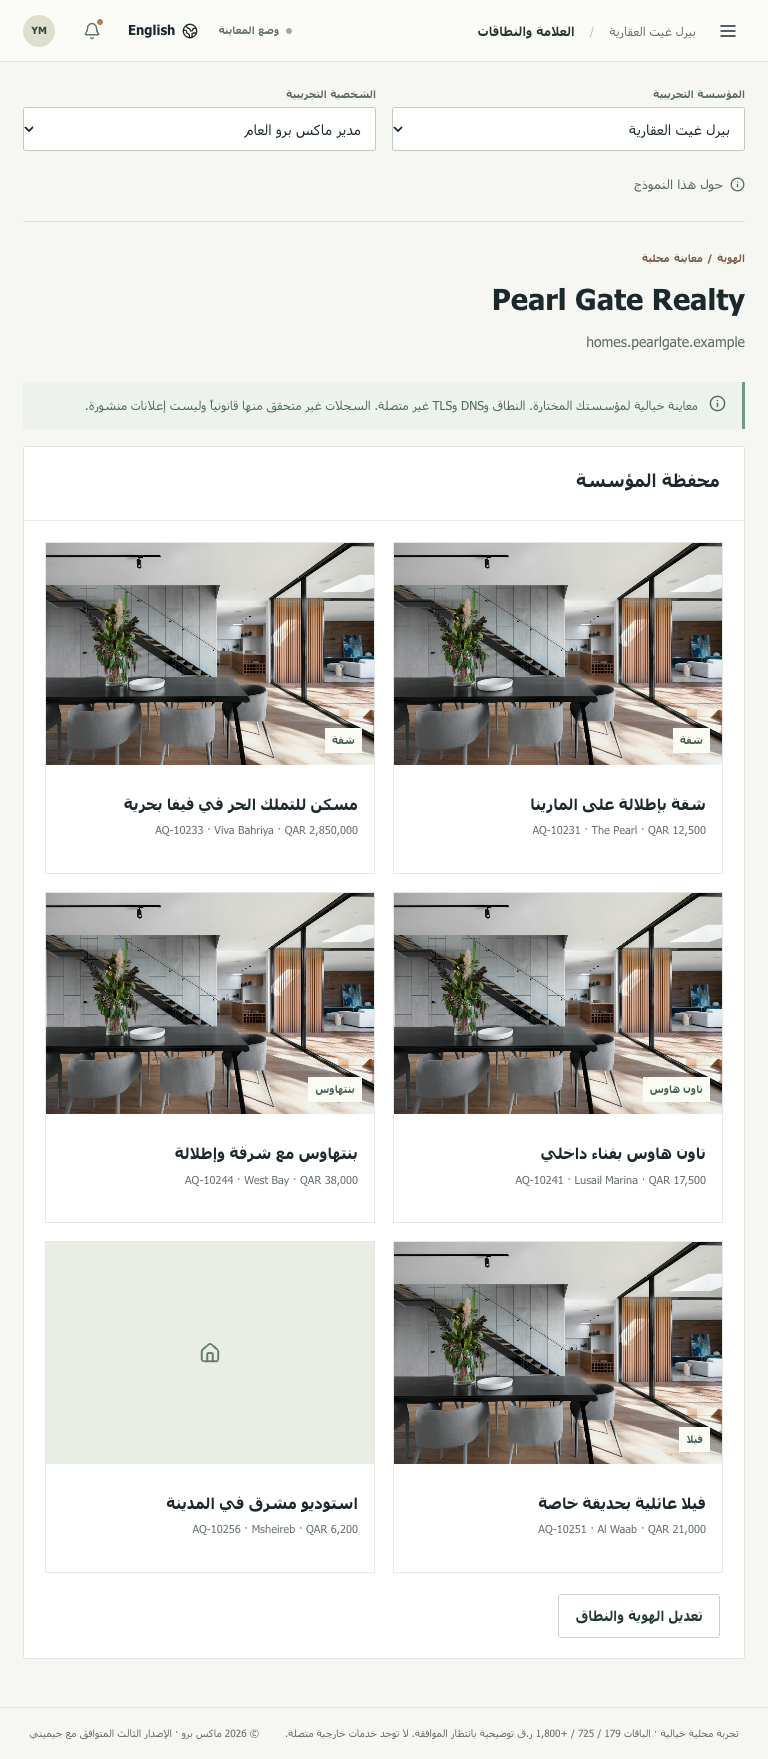 بيرل غيت العقارية / العلامة والنطاقات
وضع المعاينة
English
YM
المؤسسة التجريبية
بيرل غيت العقارية
الشخصية التجريبية
مدير ماكس برو العام
حول هذا النموذج
الهوية / معاينة محلية
Pearl Gate Realty
homes.pearlgate.example
معاينة خيالية لمؤسستك المختارة. النطاق وDNS وTLS غير متصلة. السجلات غير متحقق منها قانونياً وليست إعلانات منشورة.
محفظة المؤسسة
شقة
شقة بإطلالة على المارينا
AQ-10231 · The Pearl · QAR 12,500
شقة
مسكن للتملك الحر في فيفا بحرية
AQ-10233 · Viva Bahriya · QAR 2,850,000
تاون هاوس
تاون هاوس بفناء داخلي
AQ-10241 · Lusail Marina · QAR 17,500
بنتهاوس
بنتهاوس مع شرفة وإطلالة
AQ-10244 · West Bay · QAR 38,000
فيلا
فيلا عائلية بحديقة خاصة
AQ-10251 · Al Waab · QAR 21,000
استوديو مشرق في المدينة
AQ-10256 · Msheireb · QAR 6,200
تعديل الهوية والنطاق
تجربة محلية خيالية · الباقات 179 / 725 / +1,800 ر.ق توضيحية بانتظار الموافقة. لا توجد خدمات خارجية متصلة.
© 2026 ماكس برو · الإصدار الثالث المتوافق مع جيميني